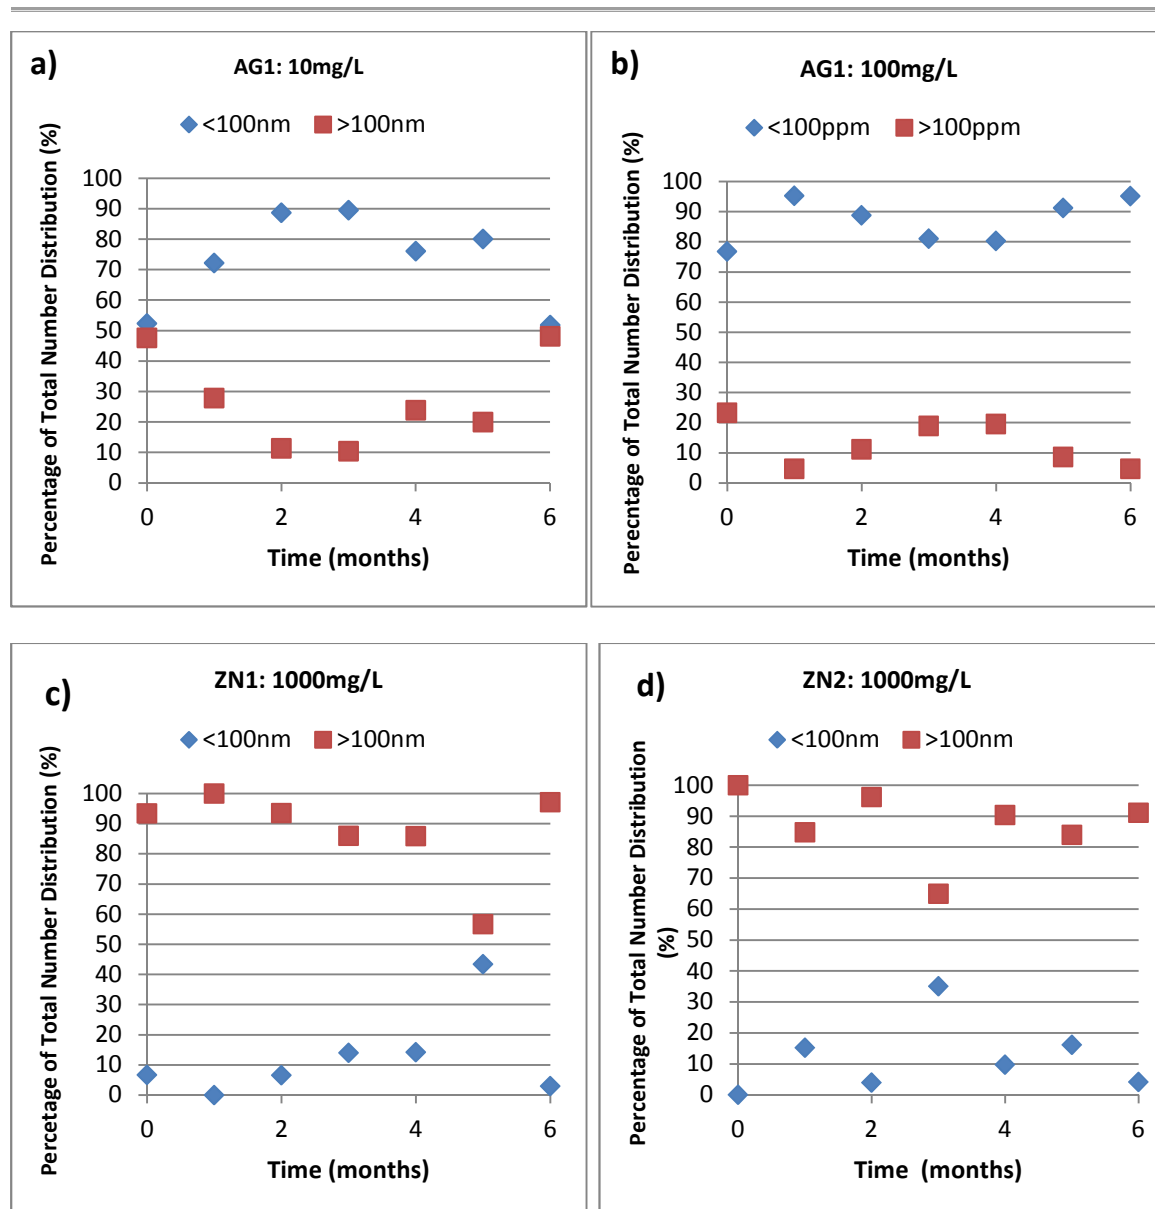 a)
AG1: 10mg/L
<100nm >100nm
Percentage of Total Number Distribution (%)
100
90
80
70
60
50
40
30
20
10
0
0 2 4 6
Time (months)
b)
AG1: 100mg/L
<100ppm >100ppm
Perecntage of Total Number Distribution (%)
100
90
80
70
60
50
40
30
20
10
0
0 2 4 6
Time (months)
c)
ZN1: 1000mg/L
<100nm >100nm
Percetage of Total Number Distribution (%)
100
90
80
70
60
50
40
30
20
10
0
0 2 4 6
Time (months)
d)
ZN2: 1000mg/L
<100nm >100nm
Percentage of Total Number Distribution
(%)
100
90
80
70
60
50
40
30
20
10
0
0 2 4 6
Time (months)